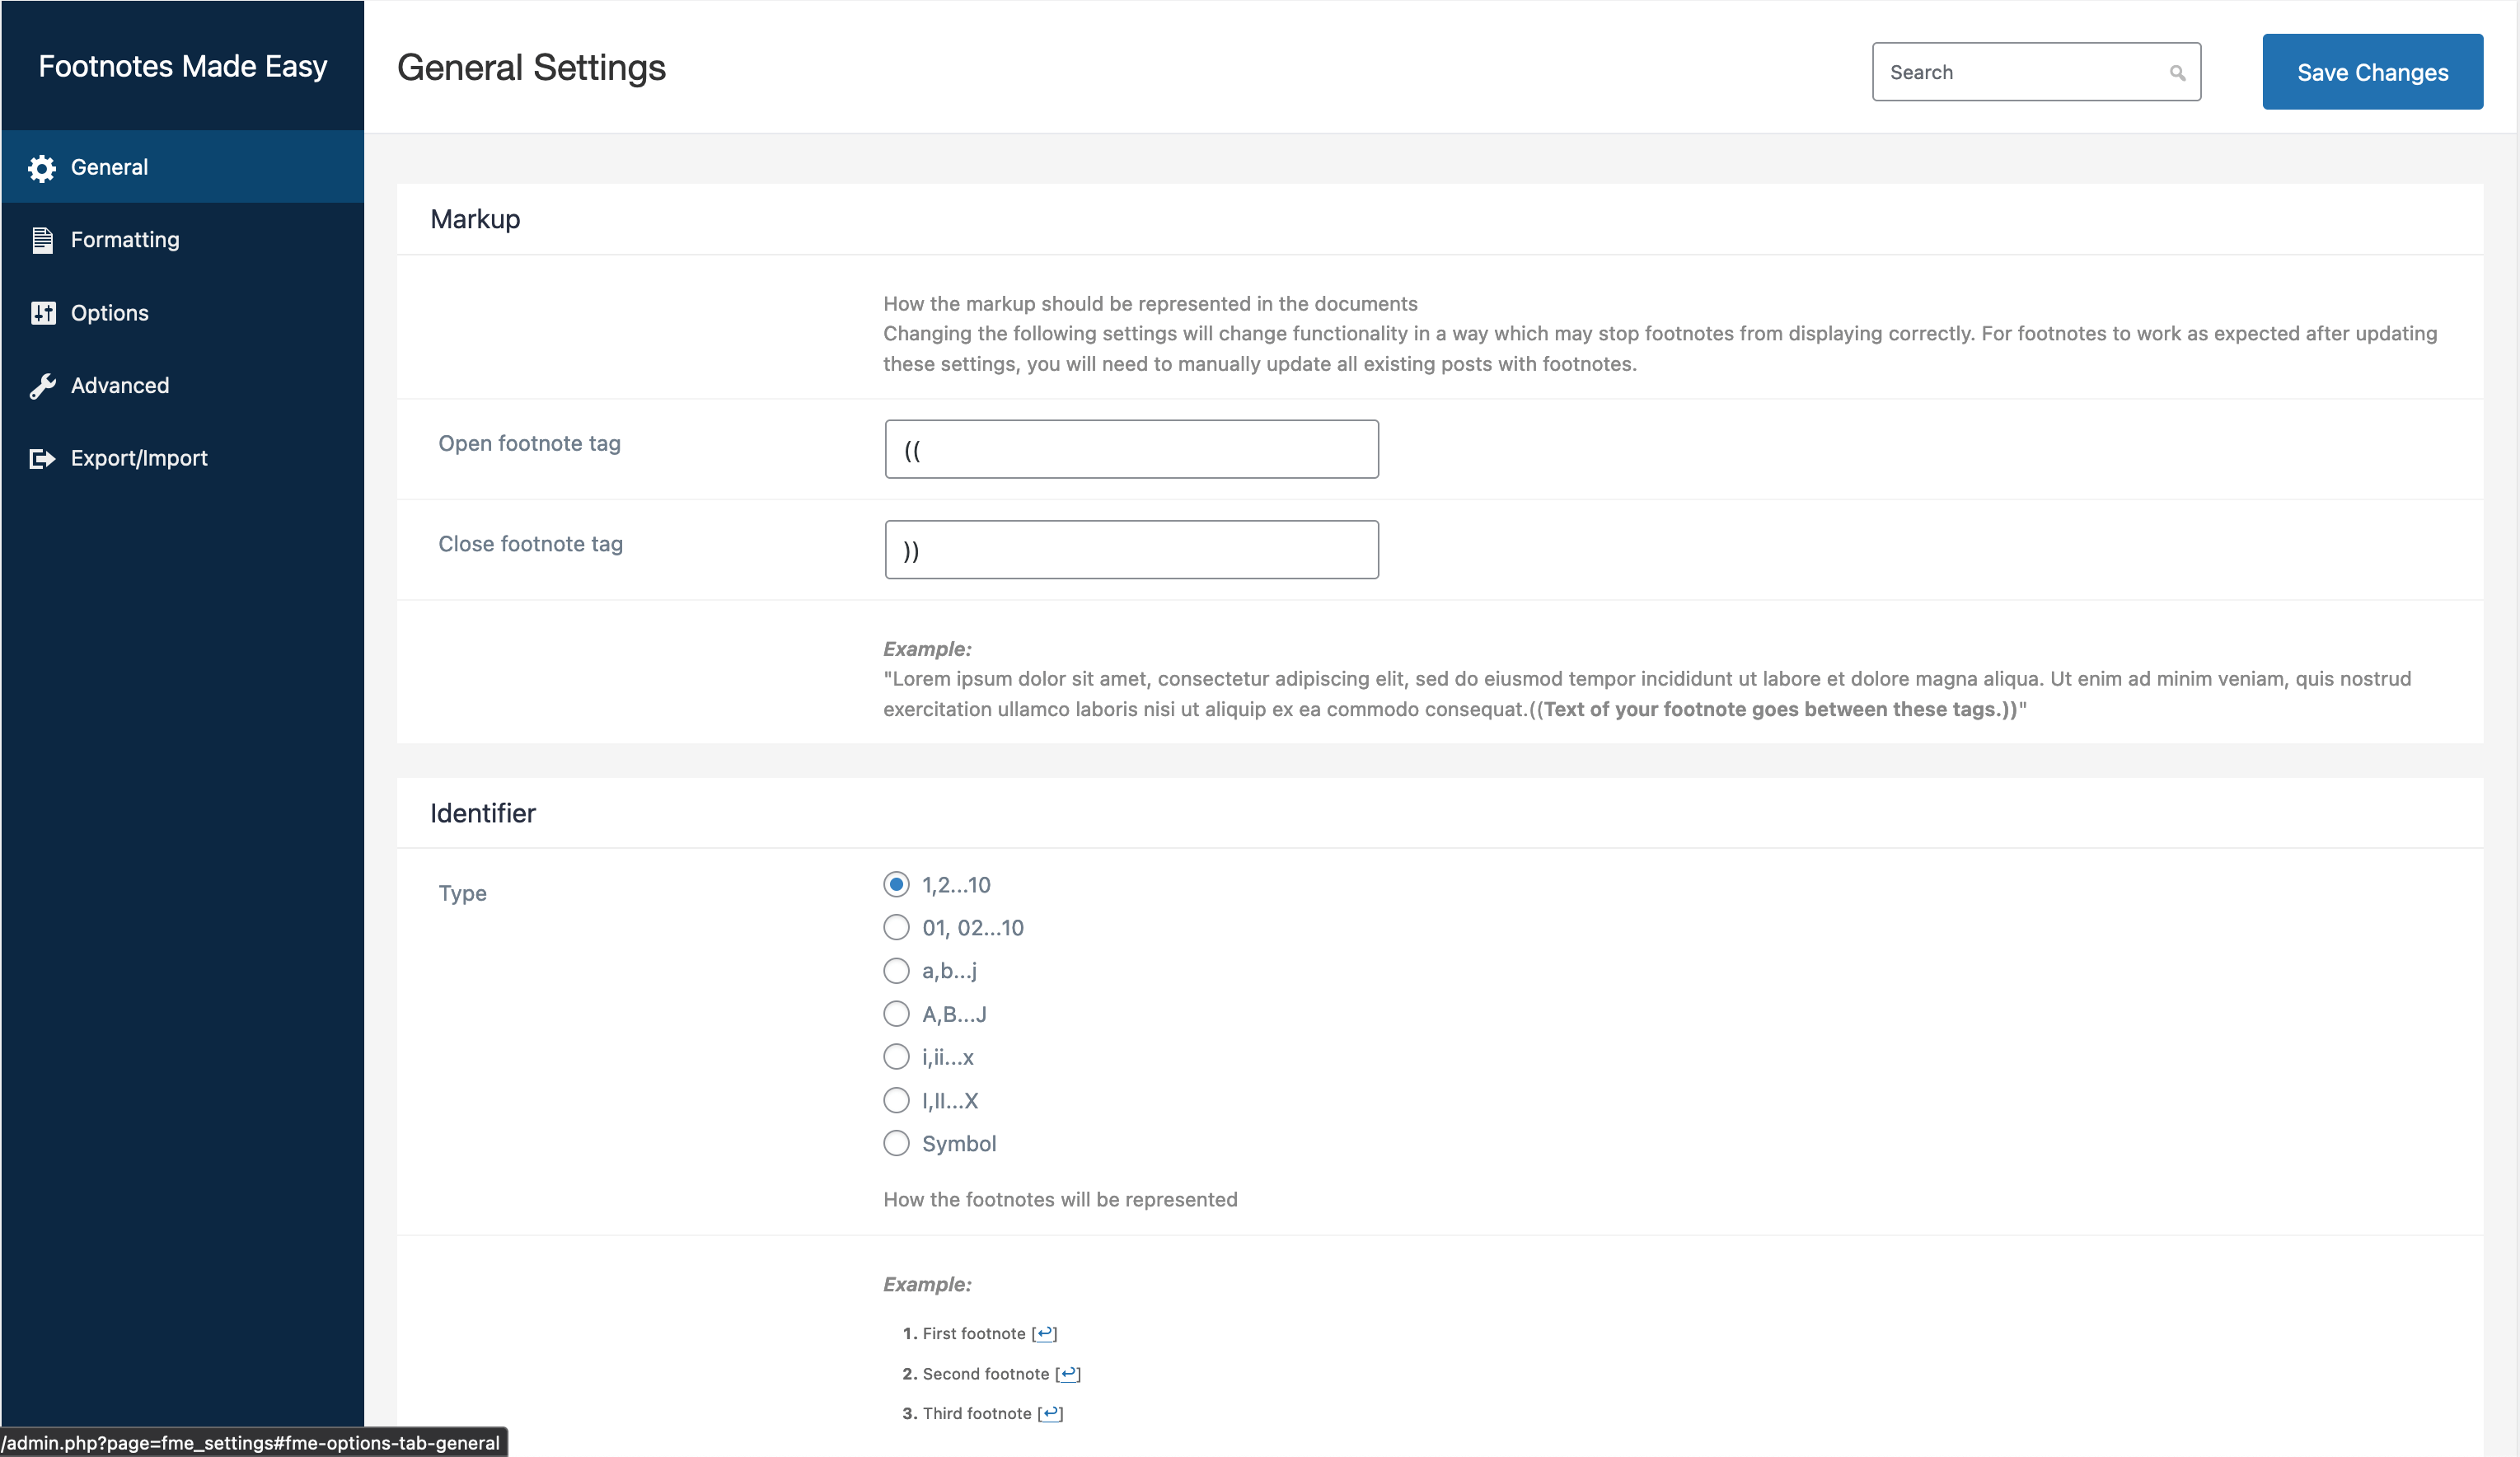 Footnotes Made Easy
General
Formatting
Options
Advanced
Export/Import
General Settings
Search
Save Changes
Markup
How the markup should be represented in the documents
Changing the following settings will change functionality in a way which may stop footnotes from displaying correctly. For footnotes to work as expected after updating
these settings, you will need to manually update all existing posts with footnotes.
Open footnote tag
((
Close footnote tag
))
Example:
"Lorem ipsum dolor sit amet, consectetur adipiscing elit, sed do eiusmod tempor incididunt ut labore et dolore magna aliqua. Ut enim ad minim veniam, quis nostrud
exercitation ullamco laboris nisi ut aliquip ex ea commodo consequat.((Text of your footnote goes between these tags.))"
Identifier
Type
1,2...10
01, 02...10
a,b...j
A,B...J
i,ii...x
I,II...X
Symbol
How the footnotes will be represented
Example:
1. First footnote [↩]
2. Second footnote [↩]
3. Third footnote [↩]
/admin.php?page=fme_settings#fme-options-tab-general